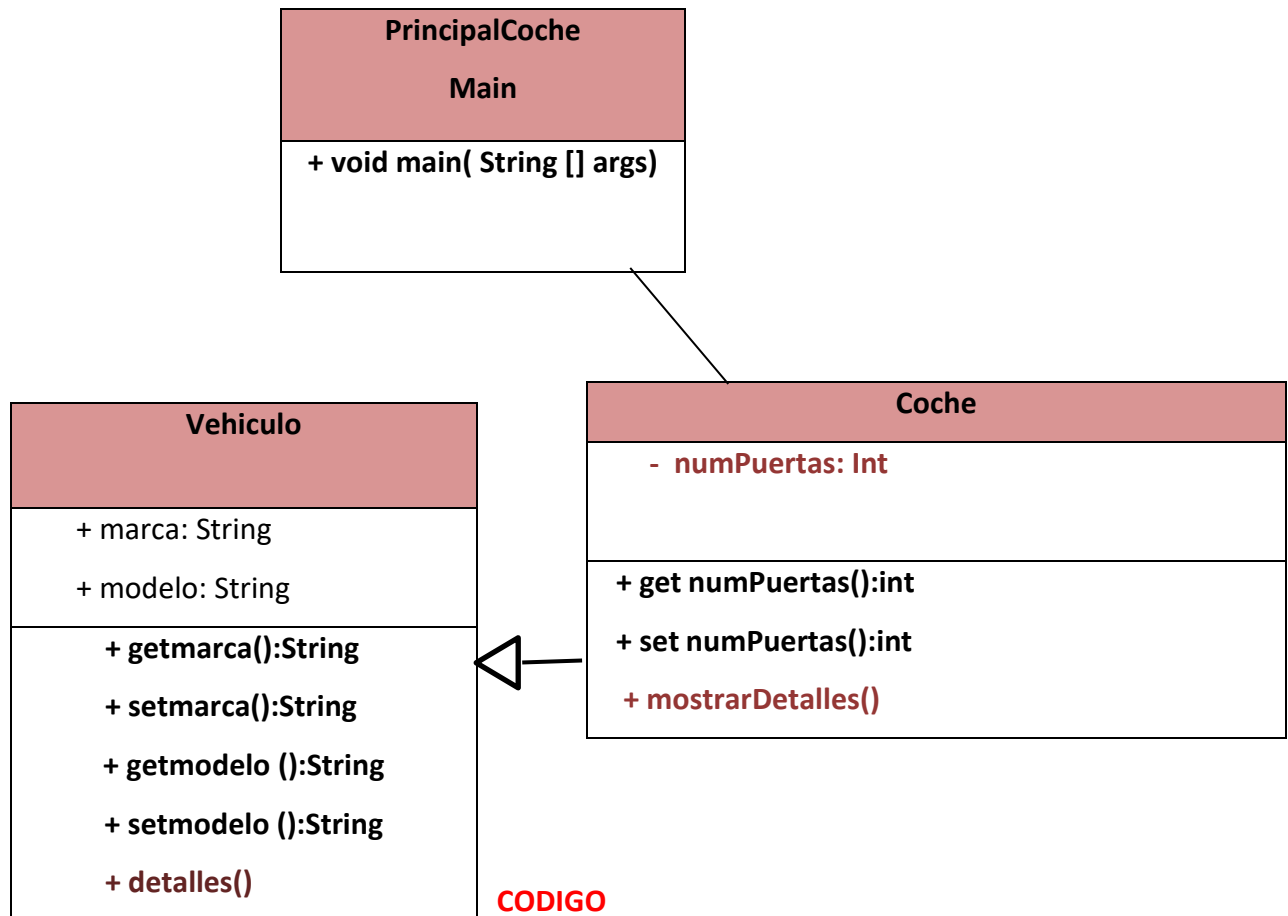 PrincipalCoche
Main
+ void main( String [] args)
Vehiculo
+ marca: String
+ modelo: String
+ getmarca():String
+ setmarca():String
+ getmodelo ():String
+ setmodelo ():String
+ detalles()
Coche
- numPuertas: Int
+ get numPuertas():int
+ set numPuertas():int
+ mostrarDetalles()
CODIGO